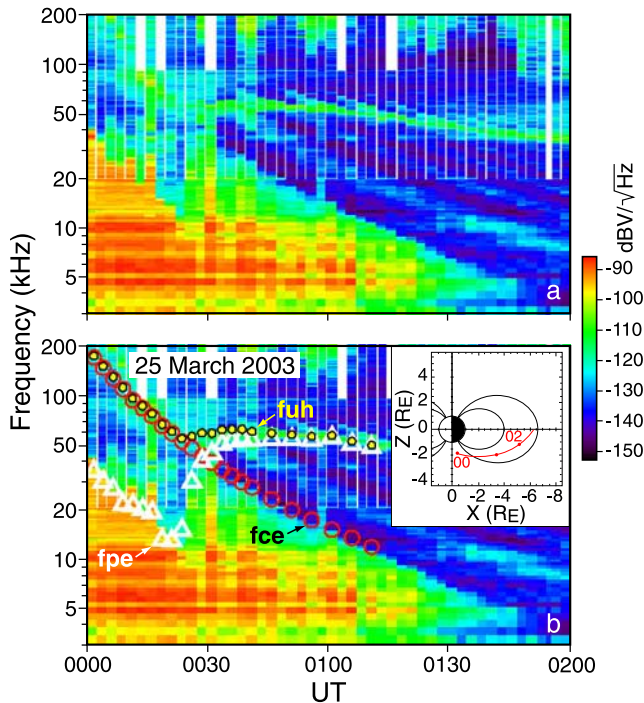 200
100
50
20
10
5
a
Frequency (kHz)
dBV/√Hz
-90
-100
-110
-120
-130
-140
-150
200
100
50
20
10
5
Frequency (kHz)
25 March 2003
fuh
fce
fpe
b
4
2
0
-2
-4
Z (RE)
00
02
0 -2 -4 -6 -8
X (RE)
0000 0030 0100 0130 0200
UT